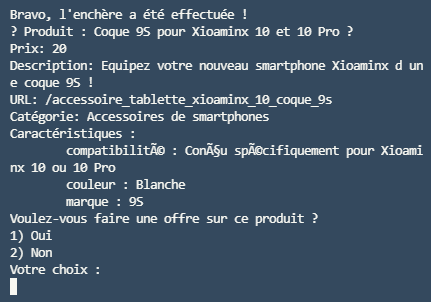 Bravo, l'enchère a été effectuée !
? Produit : Coque 9S pour Xioaminx 10 et 10 Pro ?
Prix: 20
Description: Equipez votre nouveau smartphone Xioaminx d un
e coque 9S !
URL: /accessoire_tablette_xioaminx_10_coque_9s
Catégorie: Accessoires de smartphones
Caractéristiques :
compatibilitÃ© : ConÃ§u spÃ©cifiquement pour Xioami
nx 10 ou 10 Pro
couleur : Blanche
marque : 9S
Voulez-vous faire une offre sur ce produit ?
1) Oui
2) Non
Votre choix :